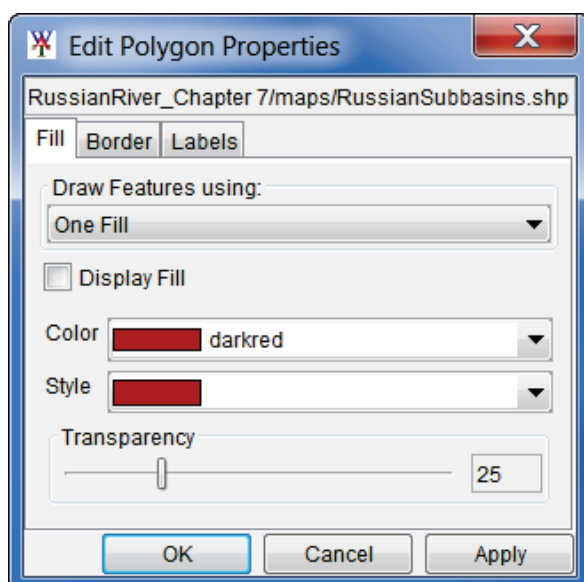 Edit Polygon Properties
RussianRiver_Chapter 7/maps/RussianSubbasins.shp
Fill Border Labels
Draw Features using:
One Fill
Display Fill
Color darkred
Style
Transparency
25
OK Cancel Apply